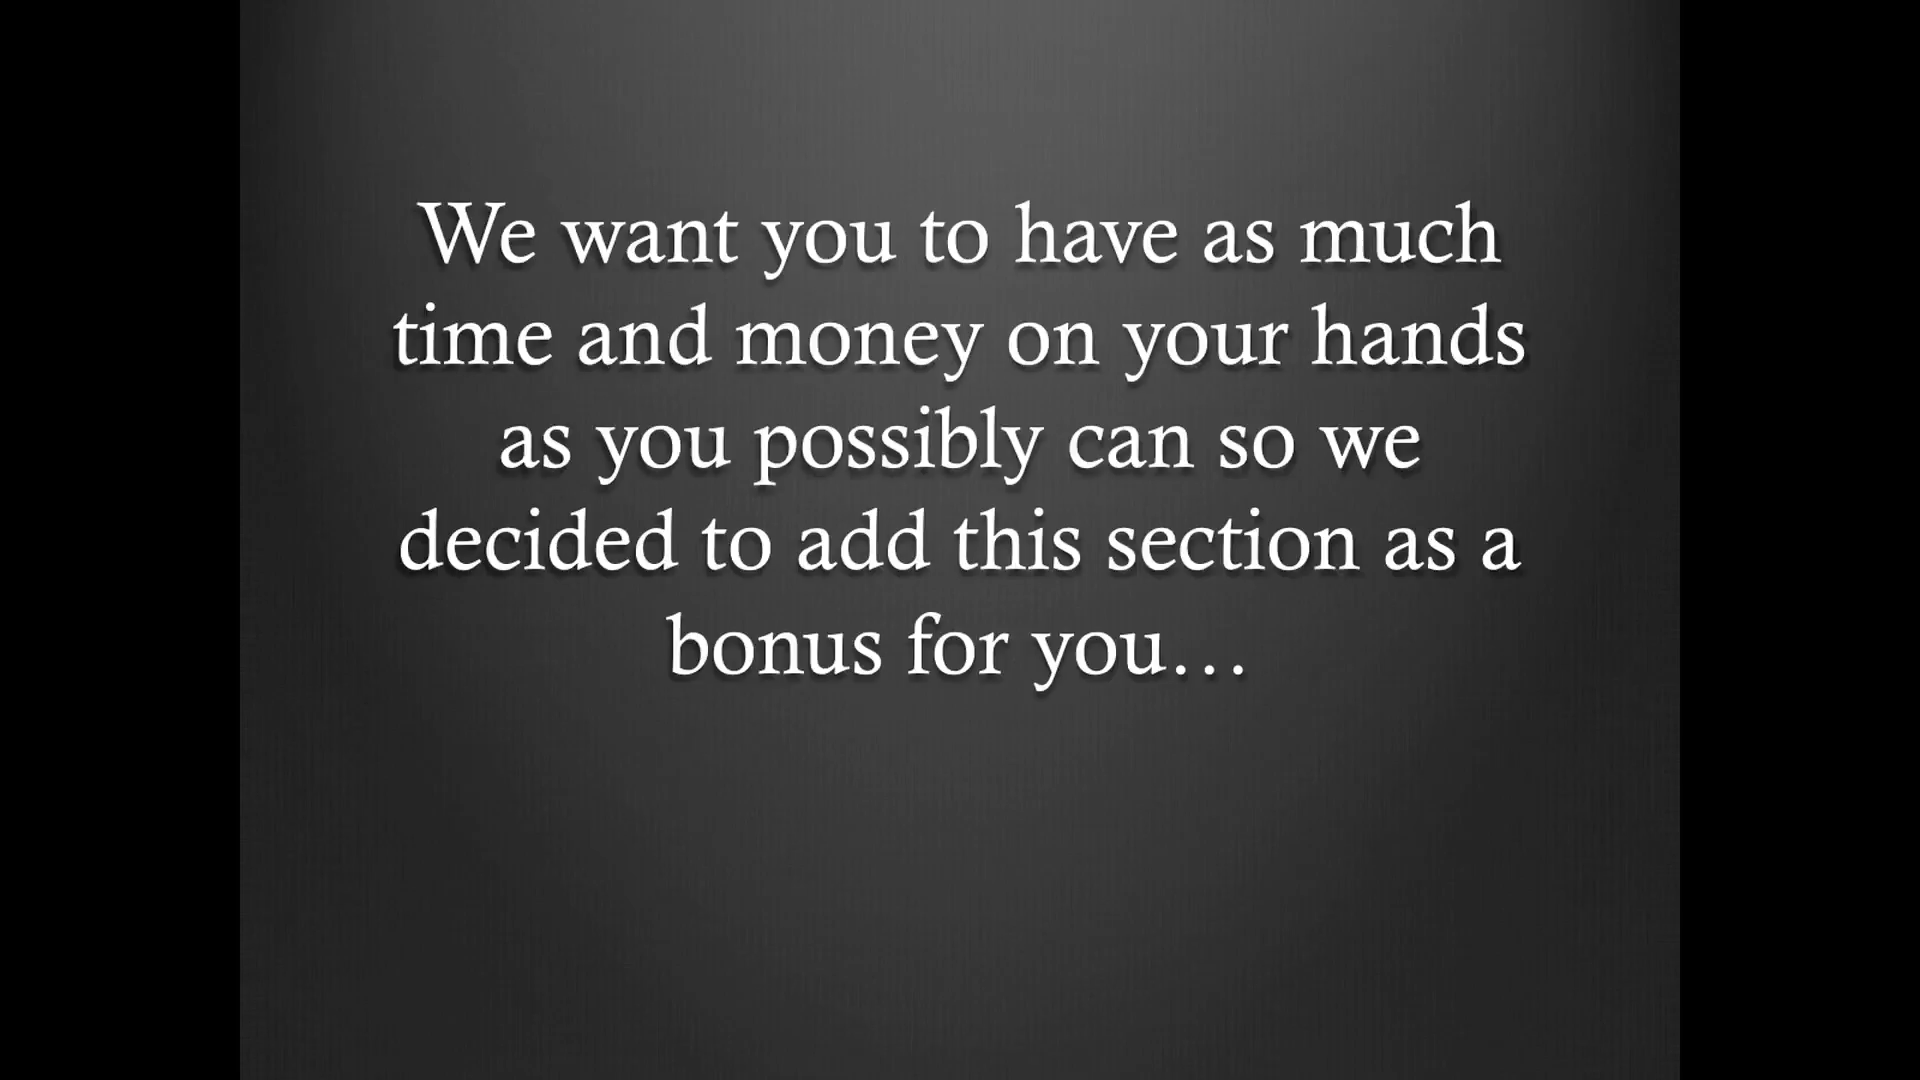 We want you to have as much
time and money on your hands
as you possibly can so we
decided to add this section as a
bonus for you…